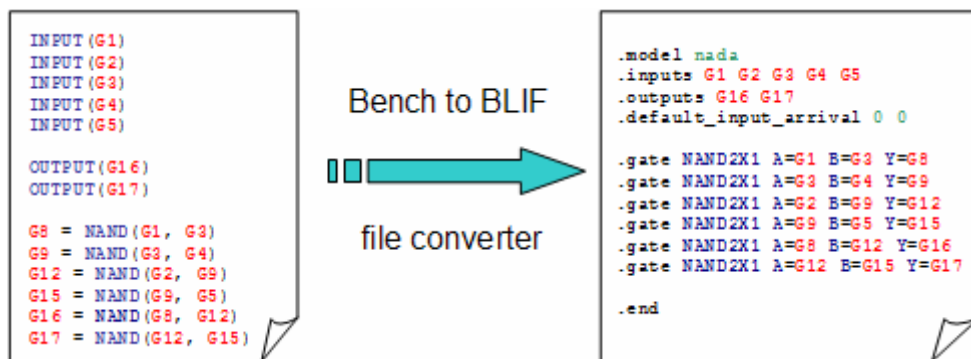 INPUT(G1)
INPUT(G2)
INPUT(G3)
INPUT(G4)
INPUT(G5)
OUTPUT(G16)
OUTPUT(G17)
G8 = NAND(G1, G3)
G9 = NAND(G3, G4)
G12 = NAND(G2, G9)
G15 = NAND(G9, G5)
G16 = NAND(G8, G12)
G17 = NAND(G12, G15)
Bench to BLIF
file converter
.model nada
.inputs G1 G2 G3 G4 G5
.outputs G16 G17
.default_input_arrival 0 0
.gate NAND2X1 A=G1 B=G3 Y=G8
.gate NAND2X1 A=G3 B=G4 Y=G9
.gate NAND2X1 A=G2 B=G9 Y=G12
.gate NAND2X1 A=G9 B=G5 Y=G15
.gate NAND2X1 A=G8 B=G12 Y=G16
.gate NAND2X1 A=G12 B=G15 Y=G17
.end